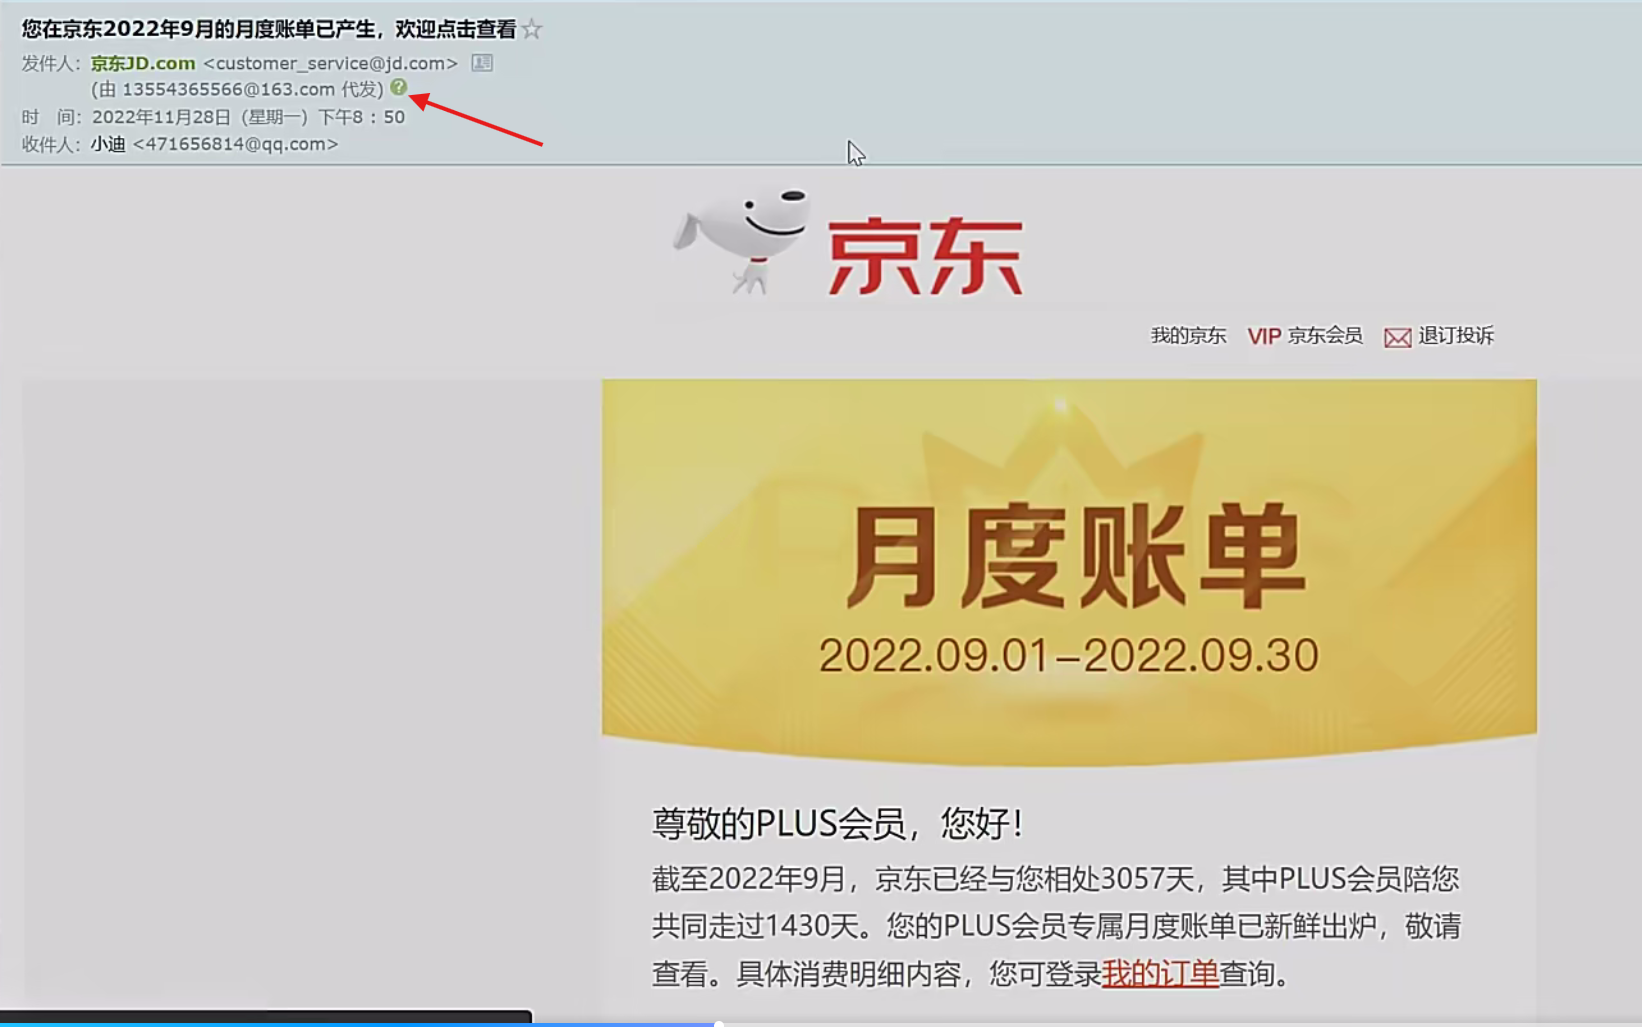 您在京东2022年9月的月度账单已产生，欢迎点击查看
发件人：京东JD.com <customer_service@jd.com>
(由 13554365566@163.com 代发)
时 间：2022年11月28日（星期一）下午8：50
收件人：小迪 <471656814@qq.com>
京东
我的京东 VIP 京东会员 退订投诉
月度账单
2022.09.01-2022.09.30
尊敬的PLUS会员，您好！
截至2022年9月，京东已经与您相处3057天，其中PLUS会员陪您
共同走过1430天。您的PLUS会员专属月度账单已新鲜出炉，敬请
查看。具体消费明细内容，您可登录我的订单查询。